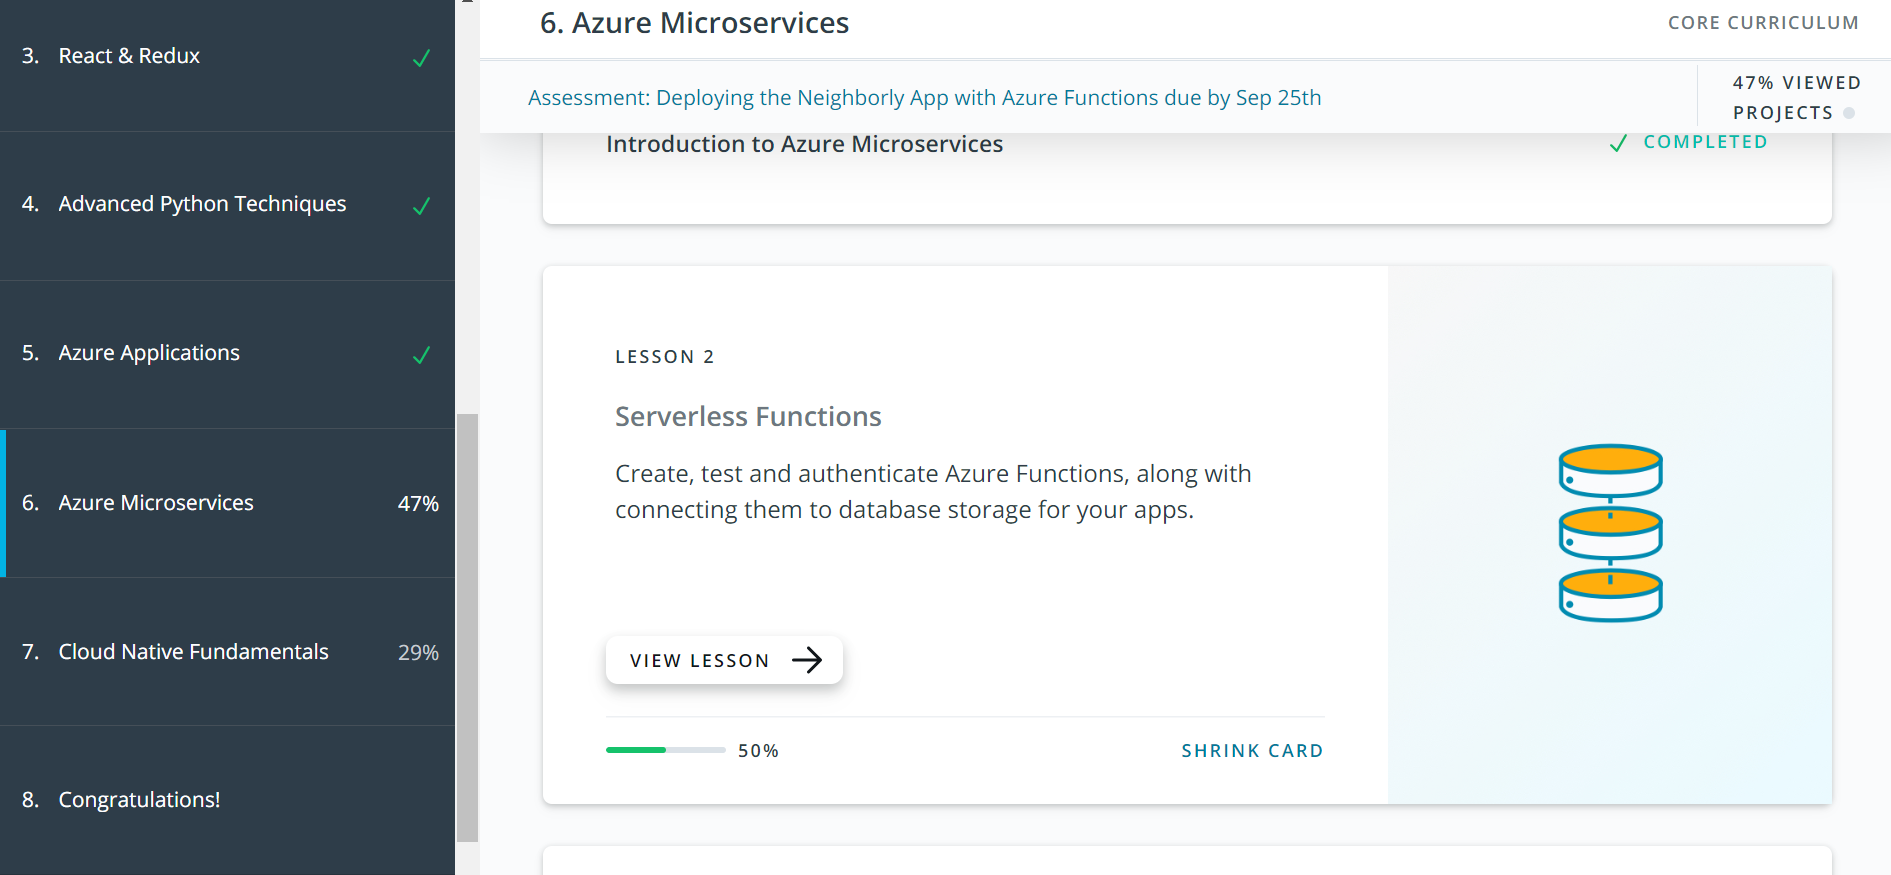 3. React & Redux
4. Advanced Python Techniques
5. Azure Applications
6. Azure Microservices 47%
7. Cloud Native Fundamentals 29%
8. Congratulations!
6. Azure Microservices
CORE CURRICULUM
Assessment: Deploying the Neighborly App with Azure Functions due by Sep 25th
47% VIEWED
PROJECTS
Introduction to Azure Microservices
COMPLETED
LESSON 2
Serverless Functions
Create, test and authenticate Azure Functions, along with
connecting them to database storage for your apps.
VIEW LESSON
50%
SHRINK CARD